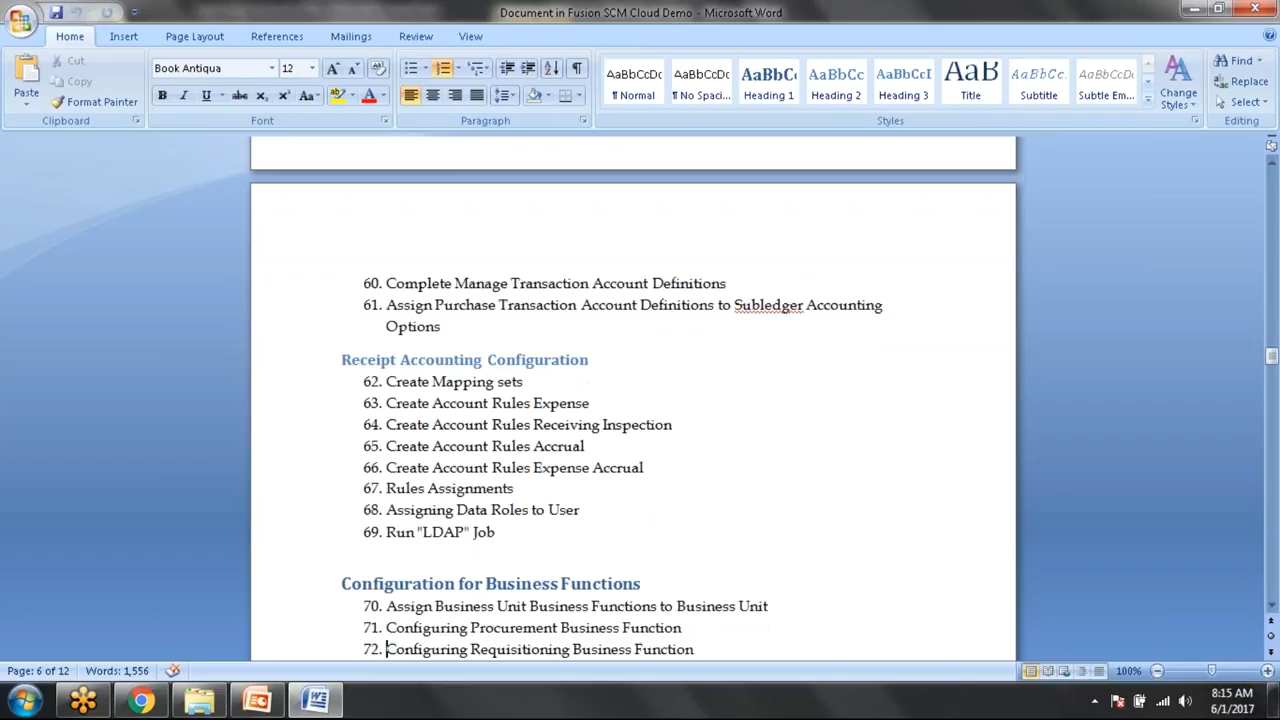 Document in Fusion SCM Cloud Demo - Microsoft Word
Home Insert Page Layout References Mailings Review View
Paste
Cut
Copy
Format Painter
Clipboard
Book Antiqua 12
Font
Paragraph
AaBbCcDc AaBbCcDc AaBbCc AaBbCc AaBbCcI AaB AaBbCc. AaBbCcDc
¶ Normal ¶ No Spaci... Heading 1 Heading 2 Heading 3 Title Subtitle Subtle Em...
Change Styles
Styles
Find
Replace
Select
Editing
60. Complete Manage Transaction Account Definitions
61. Assign Purchase Transaction Account Definitions to Subledger Accounting
Options
Receipt Accounting Configuration
62. Create Mapping sets
63. Create Account Rules Expense
64. Create Account Rules Receiving Inspection
65. Create Account Rules Accrual
66. Create Account Rules Expense Accrual
67. Rules Assignments
68. Assigning Data Roles to User
69. Run "LDAP" Job
Configuration for Business Functions
70. Assign Business Unit Business Functions to Business Unit
71. Configuring Procurement Business Function
72. Configuring Requisitioning Business Function
Page: 6 of 12 Words: 1,556 100%
8:15 AM
6/1/2017